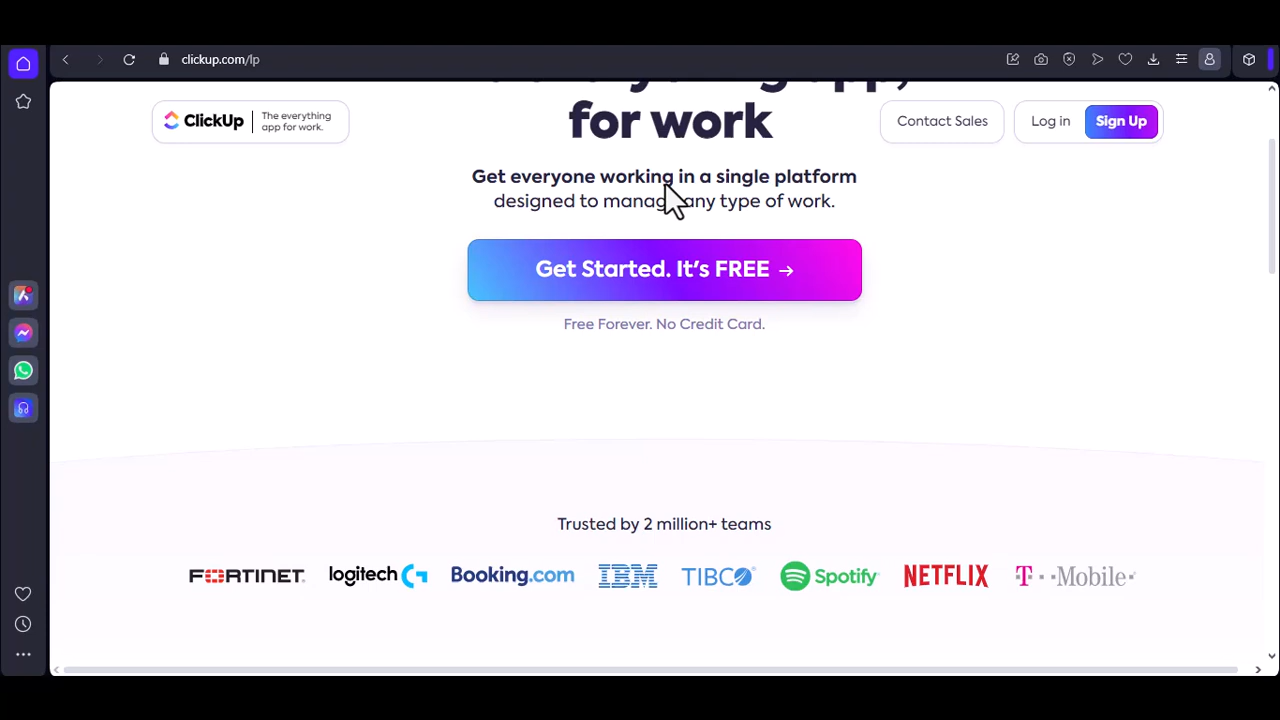 clickup.com/lp
for work
ClickUp
The everything
app for work.
Contact Sales
Log in
Sign Up
Get everyone working in a single platform
designed to manage any type of work.
Get Started. It's FREE →
Free Forever. No Credit Card.
Trusted by 2 million+ teams
FORTINET
logitech G
Booking.com
IBM
TIBCO
Spotify
NETFLIX
T··Mobile·